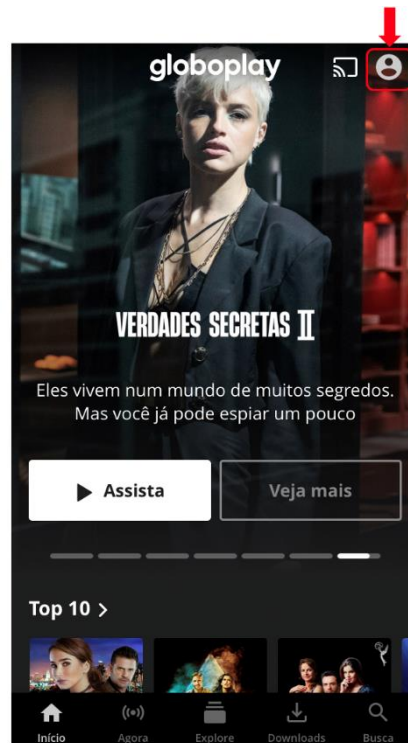 globoplay
VERDADES SECRETAS II
Eles vivem num mundo de muitos segredos.
Mas você já pode espiar um pouco
Assista
Veja mais
Top 10 >
Início
Agora
Explore
Downloads
Busca